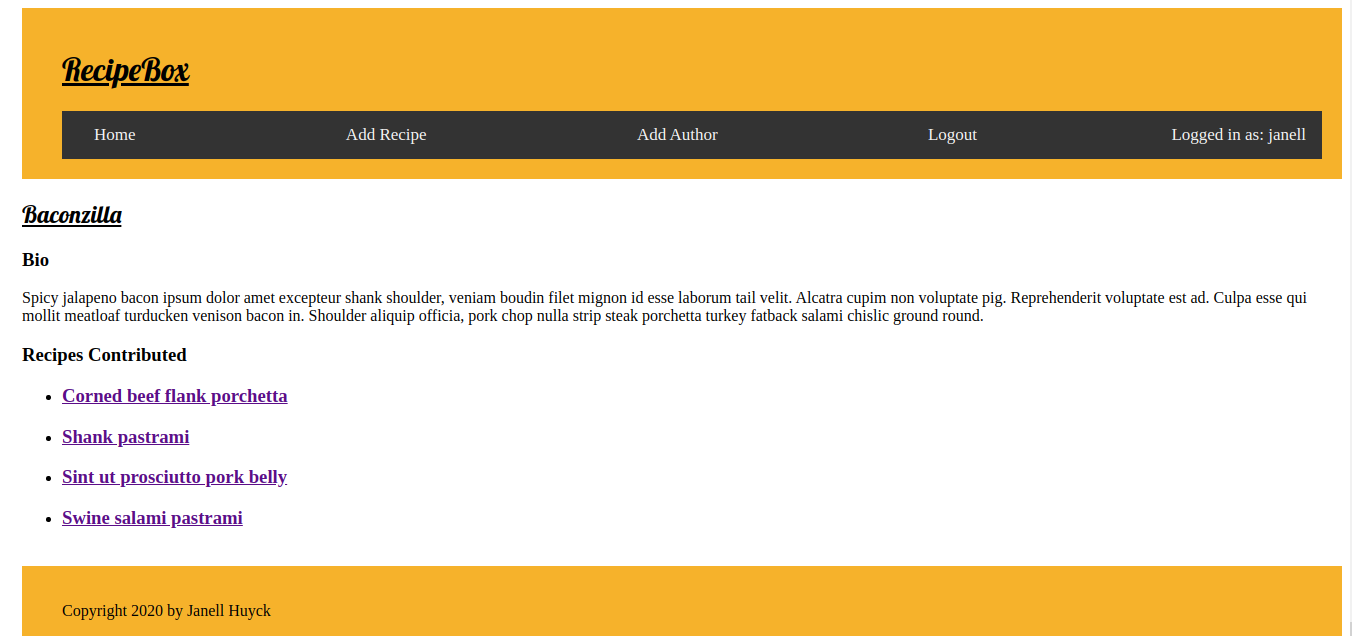 RecipeBox
Home Add Recipe Add Author Logout Logged in as: janell
Baconzilla
Bio
Spicy jalapeno bacon ipsum dolor amet excepteur shank shoulder, veniam boudin filet mignon id esse laborum tail velit. Alcatra cupim non voluptate pig. Reprehenderit voluptate est ad. Culpa esse qui
mollit meatloaf turducken venison bacon in. Shoulder aliquip officia, pork chop nulla strip steak porchetta turkey fatback salami chislic ground round.
Recipes Contributed
Corned beef flank porchetta
Shank pastrami
Sint ut prosciutto pork belly
Swine salami pastrami
Copyright 2020 by Janell Huyck